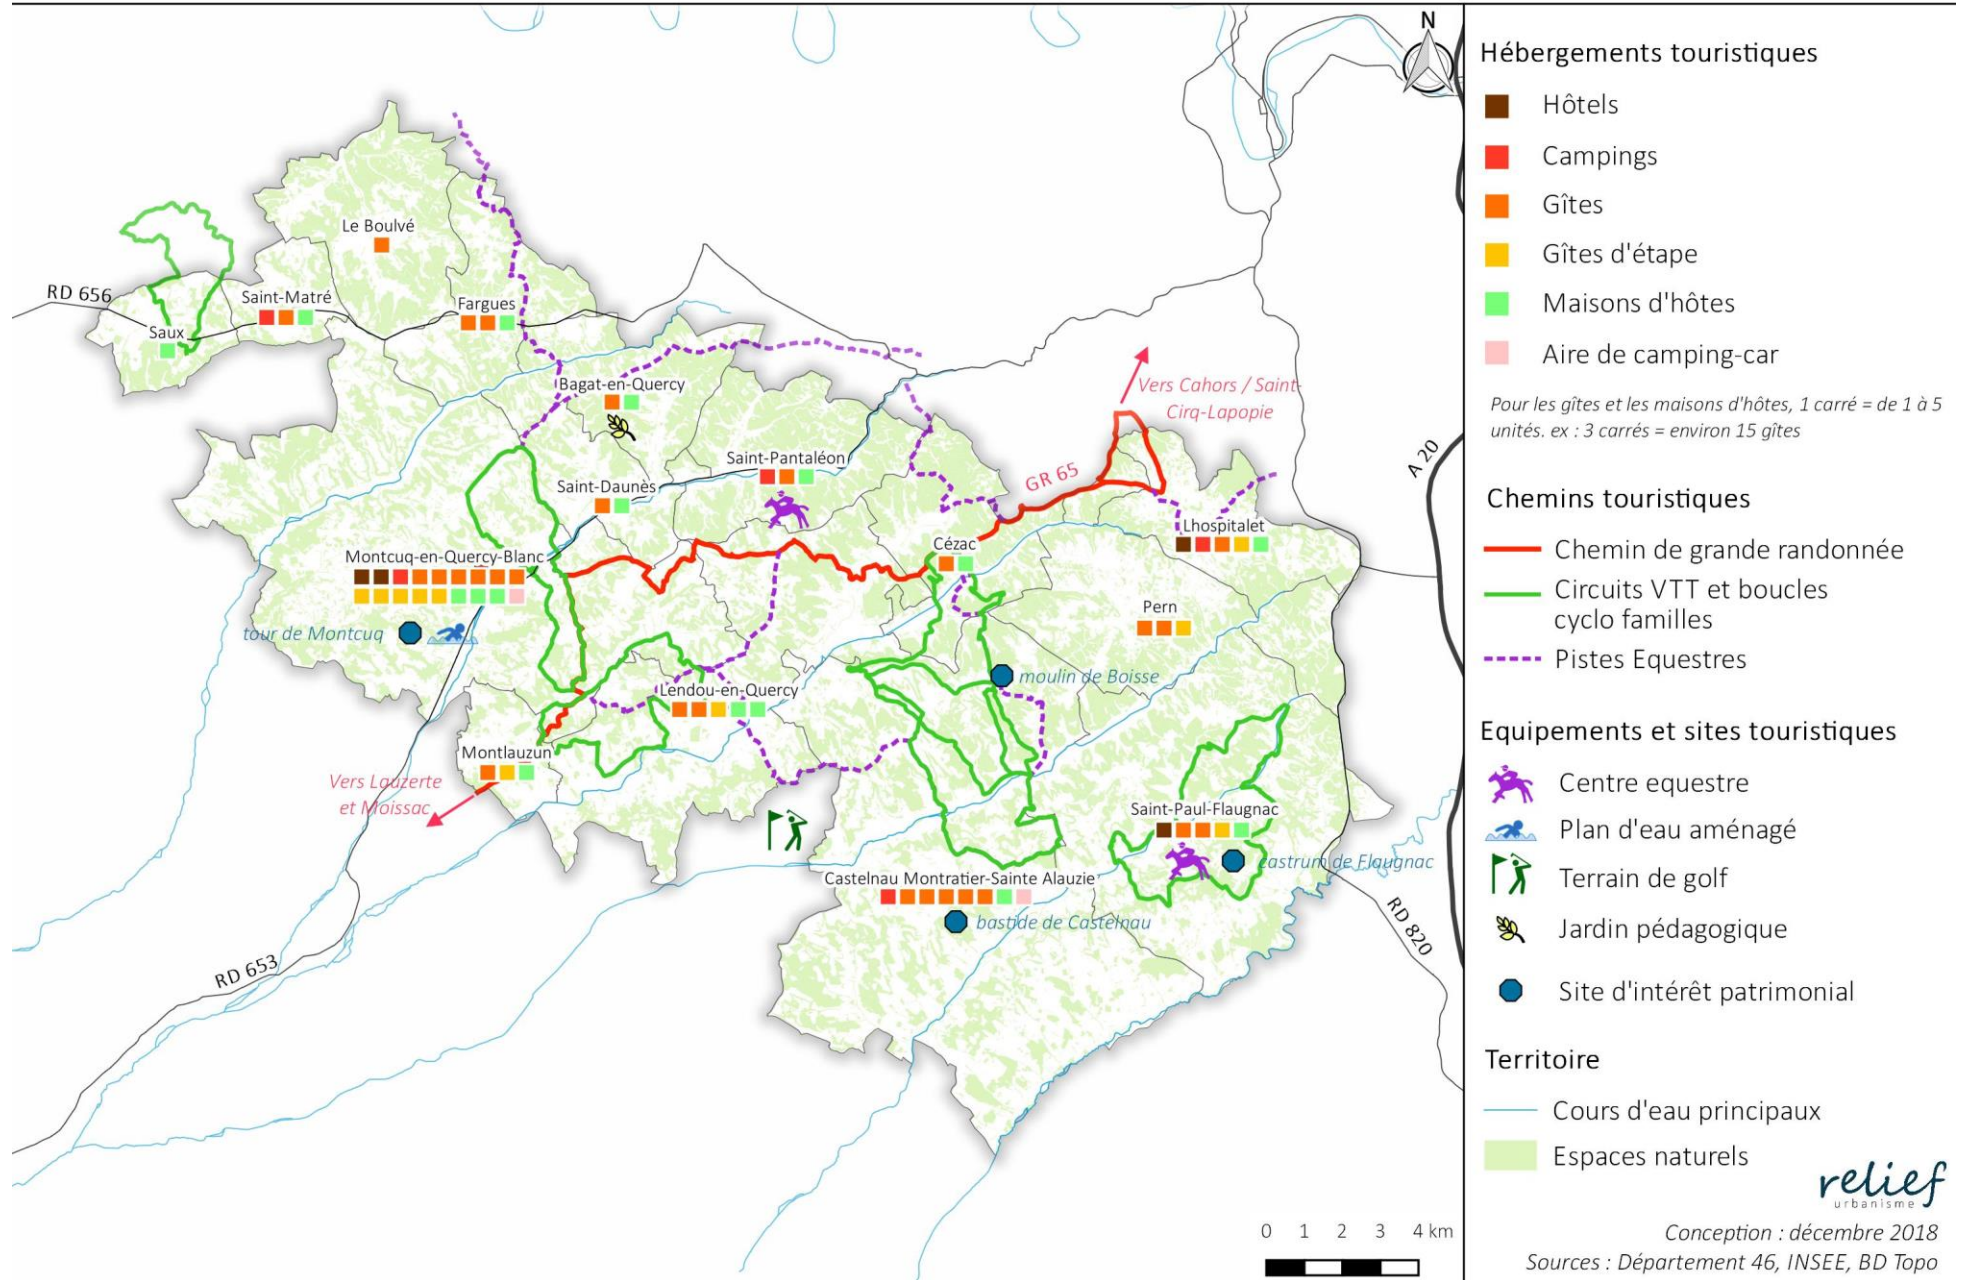 N
Le Boulvé
RD 656
Saint-Matré
Fargues
Saux
Bagat-en-Quercy
Vers Cahors / Saint-
Cirq-Lapopie
A 20
Saint-Pantaléon
GR 65
Saint-Daunès
Lhospitalet
Cézac
Montcuq-en-Quercy-Blanc
Pern
tour de Montcuq
moulin de Boisse
Lendou-en-Quercy
Montlauzun
Vers Lauzerte
et Moissac
Saint-Paul-Flaugnac
castrum de Flaugnac
Castelnau Montratier-Sainte Alauzie
bastide de Castelnau
RD 820
RD 653
0 1 2 3 4 km
Hébergements touristiques
Hôtels
Campings
Gîtes
Gîtes d'étape
Maisons d'hôtes
Aire de camping-car
Pour les gîtes et les maisons d'hôtes, 1 carré = de 1 à 5
unités. ex : 3 carrés = environ 15 gîtes
Chemins touristiques
Chemin de grande randonnée
Circuits VTT et boucles
cyclo familles
Pistes Equestres
Equipements et sites touristiques
Centre equestre
Plan d'eau aménagé
Terrain de golf
Jardin pédagogique
Site d'intérêt patrimonial
Territoire
Cours d'eau principaux
Espaces naturels
relief
urbanisme
Conception : décembre 2018
Sources : Département 46, INSEE, BD Topo